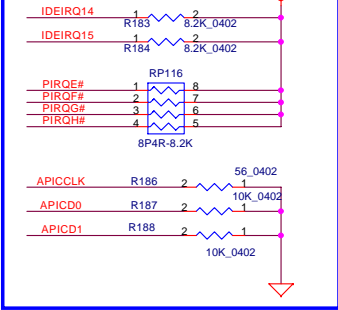 IDEIRQ14 1 2
R183 8.2K_0402
IDEIRQ15 1 2
R184 8.2K_0402
RP116
PIRQE# 1 8
PIRQF# 2 7
PIRQG# 3 6
PIRQH# 4 5
8P4R-8.2K
56_0402
APICCLK R186 2 1
10K_0402
APICD0 R187 2 1
APICD1 R188 2 1
10K_0402